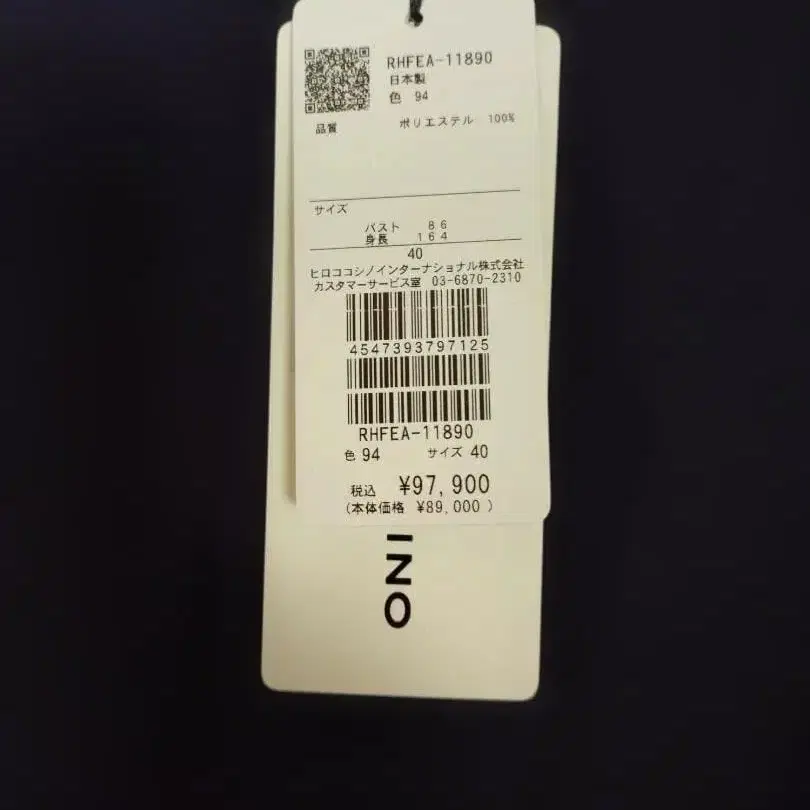 RHFEA-11890
日本製
色 94
品質 ポリエステル 100%
サイズ
バスト 86
身長 164
40
ヒロココシノインターナショナル株式会社
カスタマーサービス室 03-6870-2310
4547393797125
RHFEA-11890
色 94 サイズ 40
税込 ¥97,900
(本体価格 ¥89,000)
INO